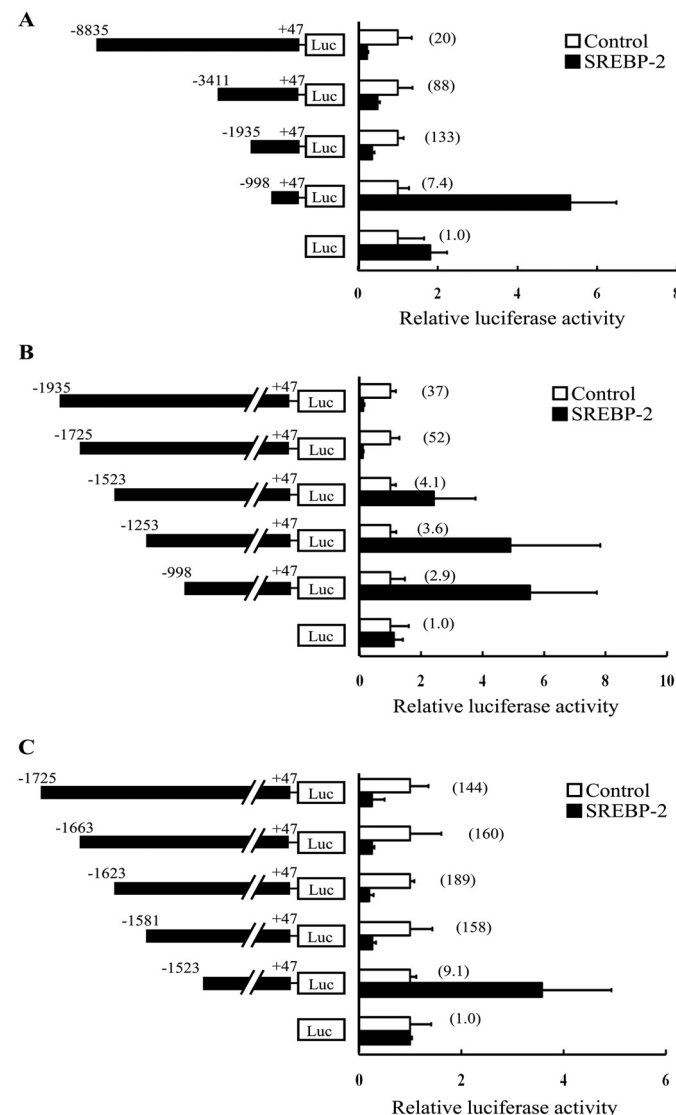 A
-8835 +47 Luc (20)
Control
SREBP-2
-3411 +47 Luc (88)
-1935 +47 Luc (133)
-998 +47 Luc (7.4)
Luc (1.0)
0 2 4 6 8
Relative luciferase activity
B
-1935 +47 Luc (37)
Control
SREBP-2
-1725 +47 Luc (52)
-1523 +47 Luc (4.1)
-1253 +47 Luc (3.6)
-998 +47 Luc (2.9)
Luc (1.0)
0 2 4 6 8 10
Relative luciferase activity
C
-1725 +47 Luc (144)
Control
SREBP-2
-1663 +47 Luc (160)
-1623 +47 Luc (189)
-1581 +47 Luc (158)
-1523 +47 Luc (9.1)
Luc (1.0)
0 2 4 6
Relative luciferase activity